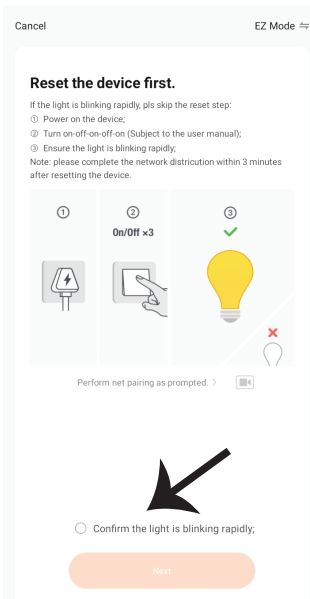 Cancel
EZ Mode
Reset the device first.
If the light is blinking rapidly, pls skip the reset step:
① Power on the device;
② Turn on-off-on-off-on (Subject to the user manual);
③ Ensure the light is blinking rapidly;
Note: please complete the network districution within 3 minutes
after resetting the device.
① ② ③
On/Off ×3
Perform net pairing as prompted. >
Confirm the light is blinking rapidly;
Next